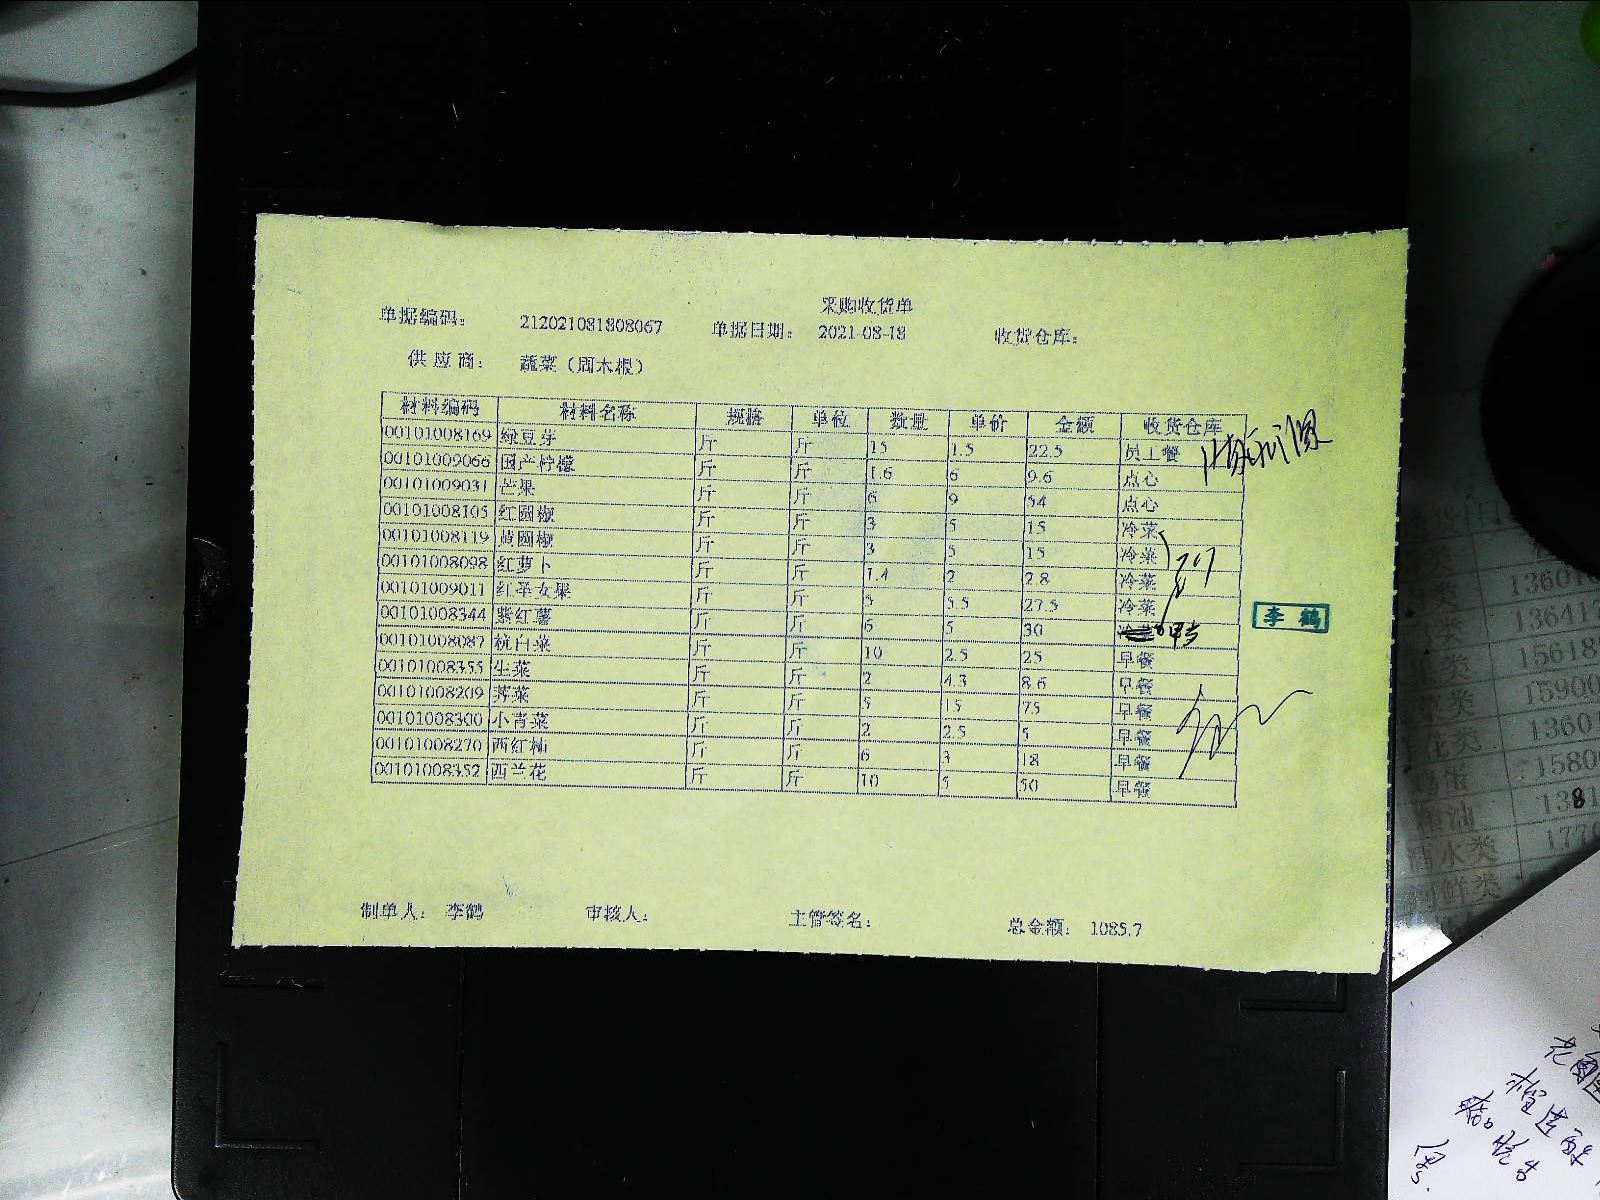 采购收货单
单据编码： 212021081808067 单据日期： 2021-08-18 收货仓库：
供应商： 蔬菜（周木根）
材料编码 材料名称 规格 单位 数量 单价 金额 收货仓库
00101008169 绿豆芽 斤 斤 15 1.5 22.5 员工餐
00101009066 国产柠檬 斤 斤 1.6 6 9.6 点心
00101009031 芒果 斤 斤 6 9 54 点心
00101008105 红圆椒 斤 斤 3 5 15 冷菜
00101008119 黄圆椒 斤 斤 3 5 15 冷菜
00101008098 红萝卜 斤 斤 1.4 2 2.8 冷菜
00101009011 红圣女果 斤 斤 5 5.5 27.5 冷菜
00101008344 紫红薯 斤 斤 6 5 30 冷菜
00101008087 杭白菜 斤 斤 10 2.5 25 早餐
00101008355 生菜 斤 斤 2 4.3 8.6 早餐
00101008209 荠菜 斤 斤 5 15 75 早餐
00101008300 小青菜 斤 斤 2 2.5 5 早餐
00101008270 西红柿 斤 斤 6 3 18 早餐
00101008352 西兰花 斤 斤 10 5 50 早餐
李鹤
制单人： 李鹤 审核人： 主管签名： 总金额： 1085.7